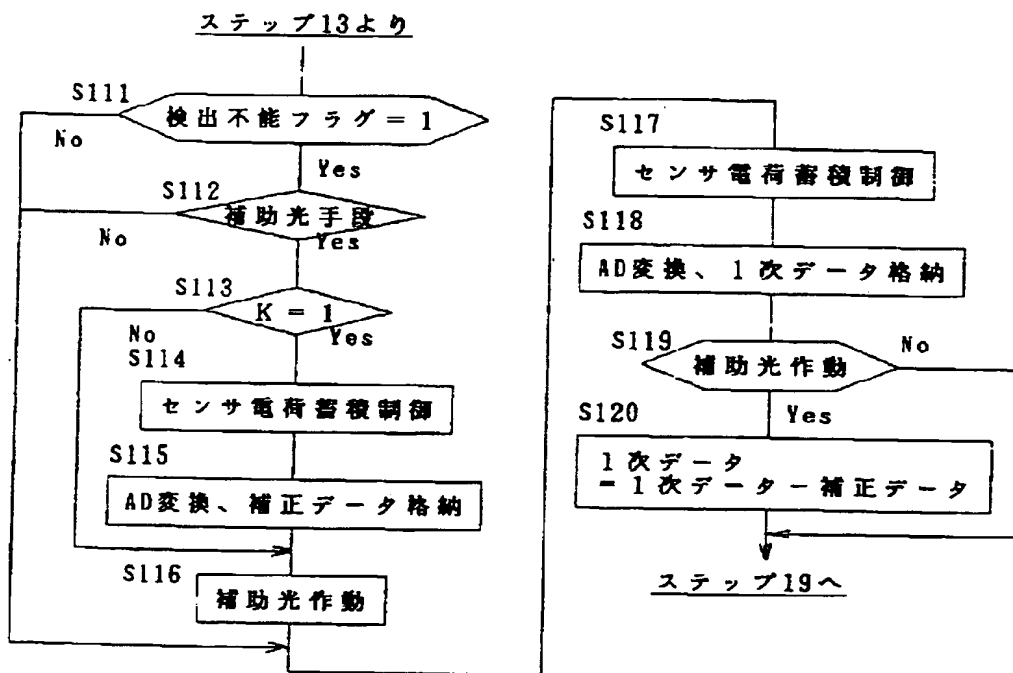 ステップ13より
S111
検出不能フラグ=1
No
Yes
S112
補助光手段
No
Yes
S113
K=1
No
Yes
S114
センサ電荷蓄積制御
S115
AD変換、補正データ格納
S116
補助光作動
S117
センサ電荷蓄積制御
S118
AD変換、1次データ格納
S119
補助光作動
No
Yes
S120
1次データ
=1次データー補正データ
ステップ19へ